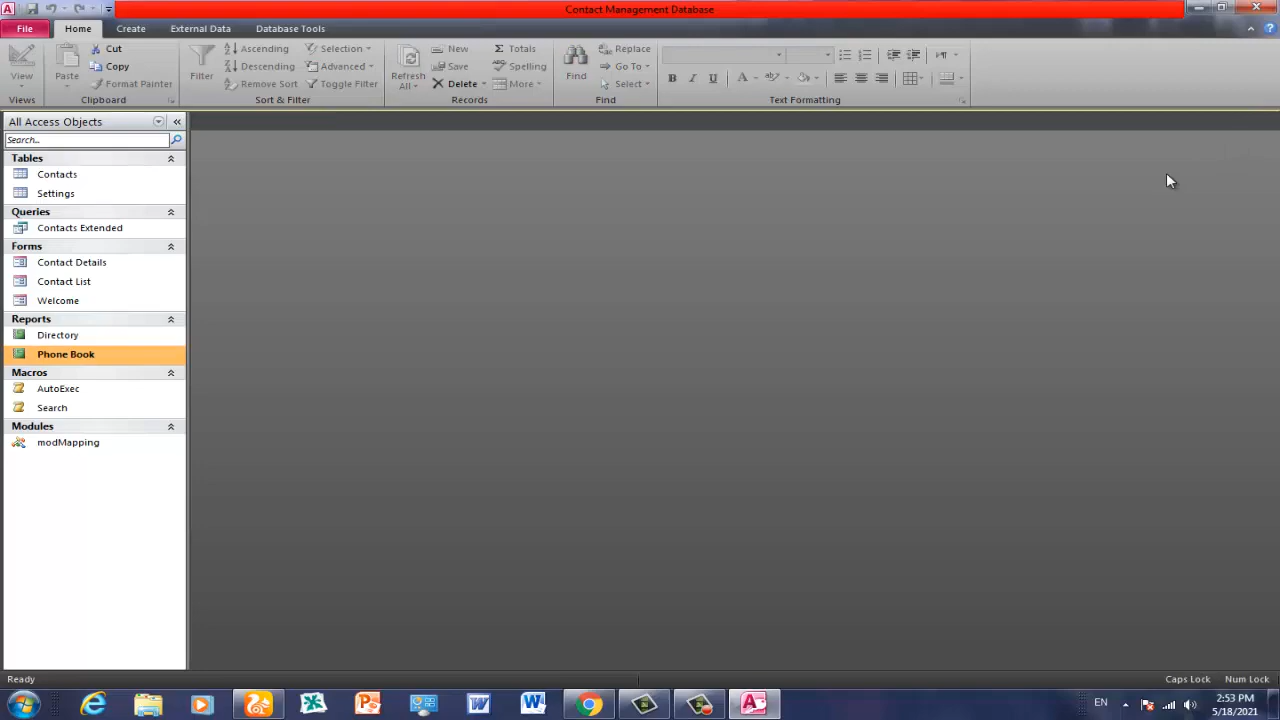 Contact Management Database
File Home Create External Data Database Tools
View
Views
Paste
Cut
Copy
Format Painter
Clipboard
Filter
Ascending
Descending
Remove Sort
Selection
Advanced
Toggle Filter
Sort & Filter
Refresh
All
New
Save
Delete
Totals
Spelling
More
Records
Find
Replace
Go To
Select
Find
B I U A ab
Text Formatting
All Access Objects
Search...
Tables
Contacts
Settings
Queries
Contacts Extended
Forms
Contact Details
Contact List
Welcome
Reports
Directory
Phone Book
Macros
AutoExec
Search
Modules
modMapping
Ready
Caps Lock Num Lock
EN
2:53 PM
5/18/2021